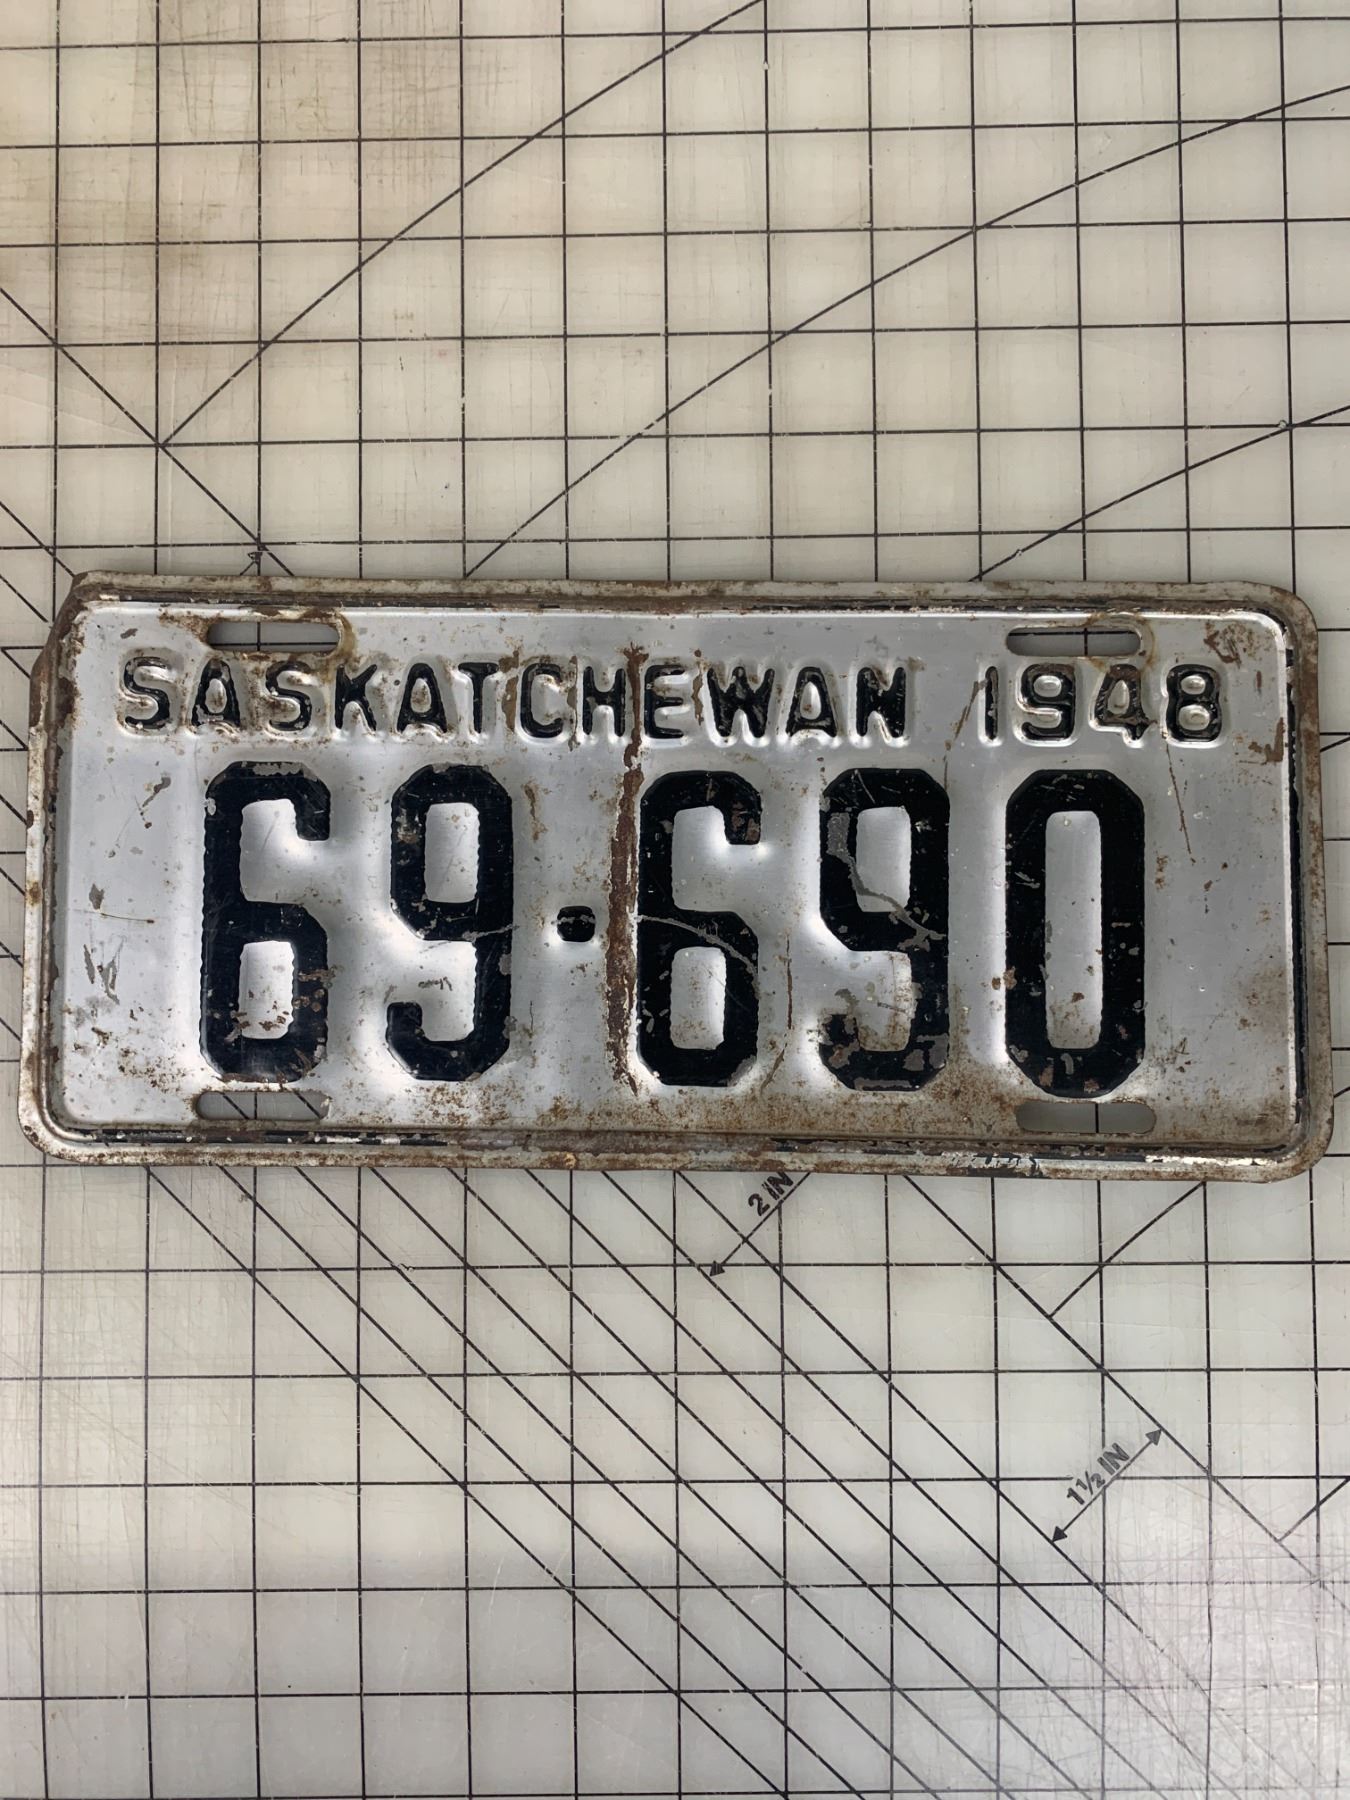 SASKATCHEWAN 1948
69-690
2 IN
1½ IN